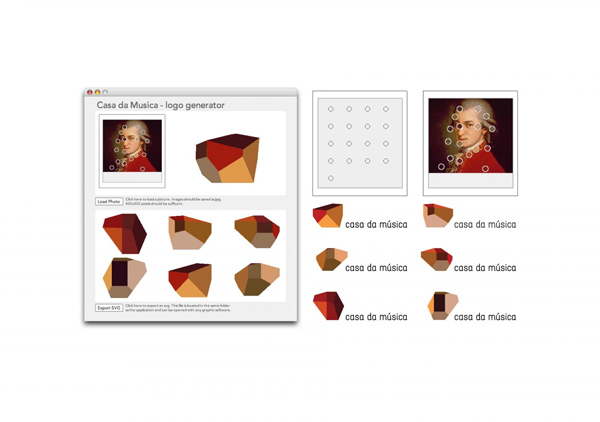 Casa da Musica - logo generator
Load Photo
Click here to load a picture. Images should be saved as jpg.
600x600 pixels should be sufficient.
Export SVG
Click here to export an svg. This file is located in the same folder
as the application and can be opened with any graphic software.
casa da música
casa da música
casa da música
casa da música
casa da música
casa da música